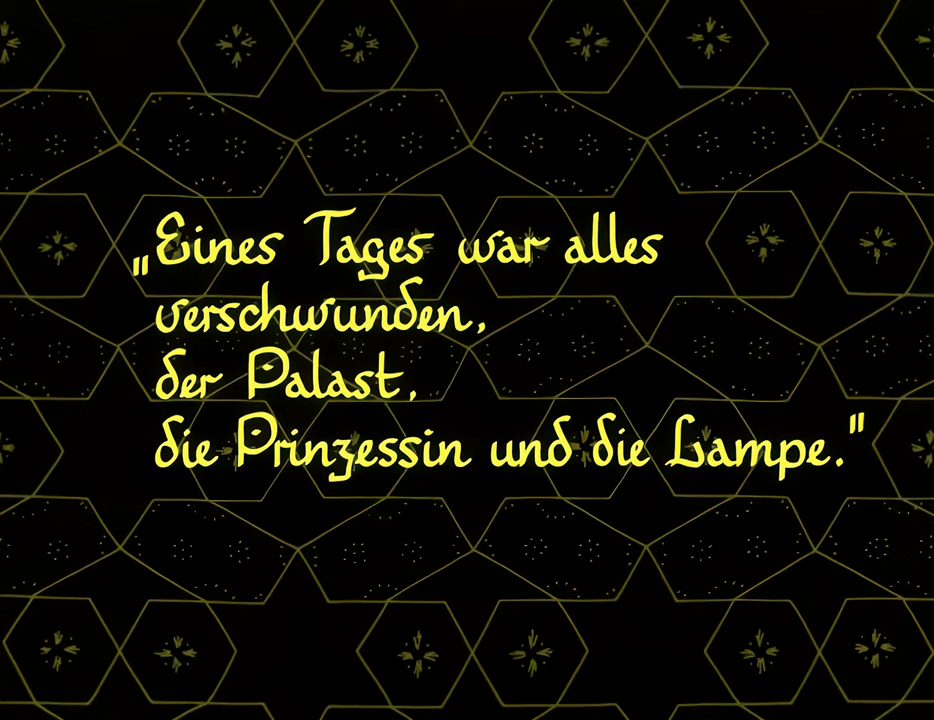 „Eines Tages war alles
verschwunden,
der Palast,
die Prinzessin und die Lampe."